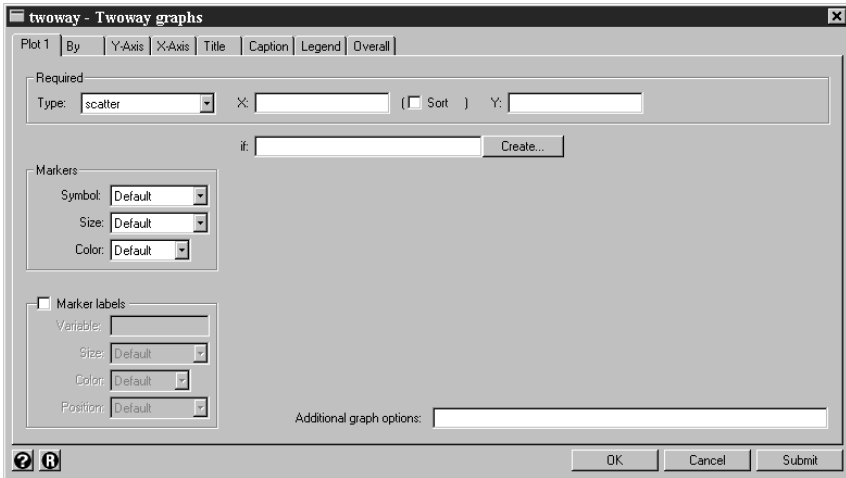 twoway - Twoway graphs
Plot 1 By Y-Axis X-Axis Title Caption Legend Overall
Required
Type: scatter X: ( Sort ) Y:
if: Create...
Markers
Symbol: Default
Size: Default
Color: Default
Marker labels
Variable:
Size: Default
Color: Default
Position: Default
Additional graph options:
? R OK Cancel Submit